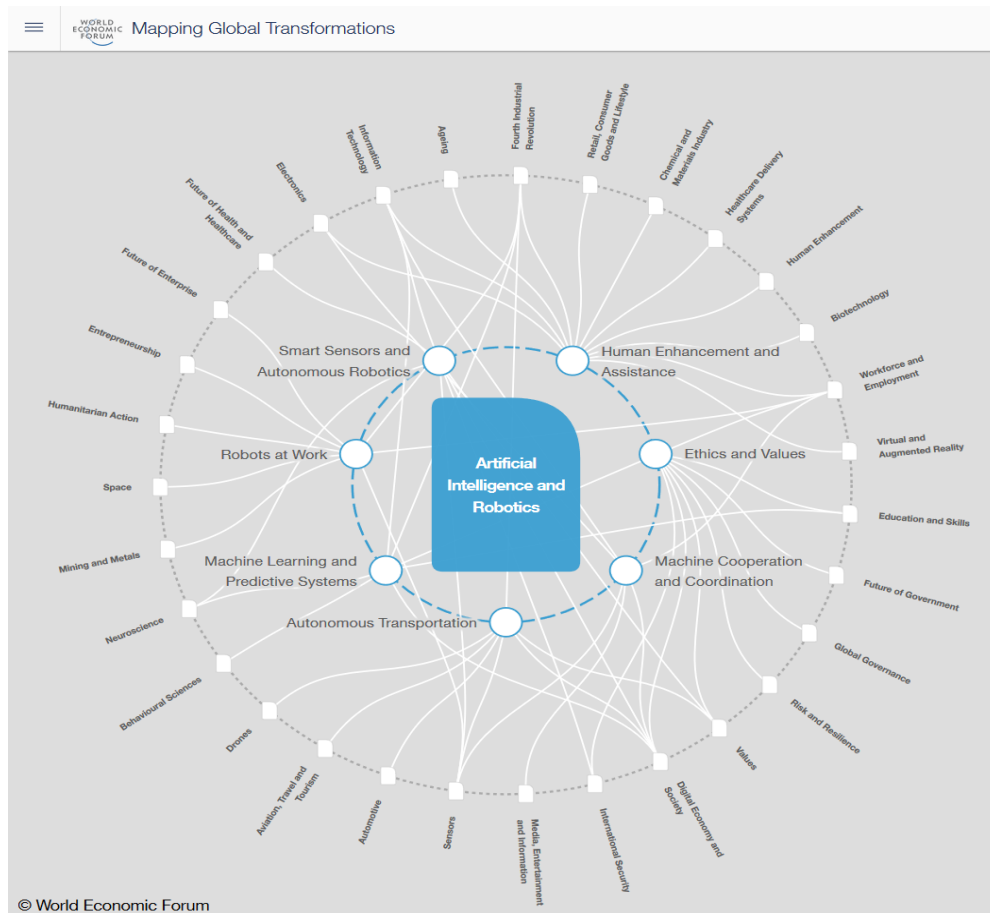 WORLD
ECONOMIC
FORUM
Mapping Global Transformations
Fourth Industrial
Revolution
Retail, Consumer
Goods and Lifestyle
Chemical and
Materials Industry
Healthcare Delivery
Systems
Human Enhancement
Biotechnology
Workforce and
Employment
Virtual and
Augmented Reality
Education and Skills
Future of Government
Global Governance
Risk and Resilience
Values
Digital Economy and
Society
International Security
Media, Entertainment
and Information
Sensors
Automotive
Aviation, Travel and
Tourism
Drones
Behavioural Sciences
Neuroscience
Mining and Metals
Space
Humanitarian Action
Entrepreneurship
Future of Enterprise
Future of Health and
Healthcare
Electronics
Information
Technology
Ageing
Smart Sensors and
Autonomous Robotics
Human Enhancement and
Assistance
Robots at Work
Ethics and Values
Artificial
Intelligence and
Robotics
Machine Learning and
Predictive Systems
Machine Cooperation
and Coordination
Autonomous Transportation
© World Economic Forum